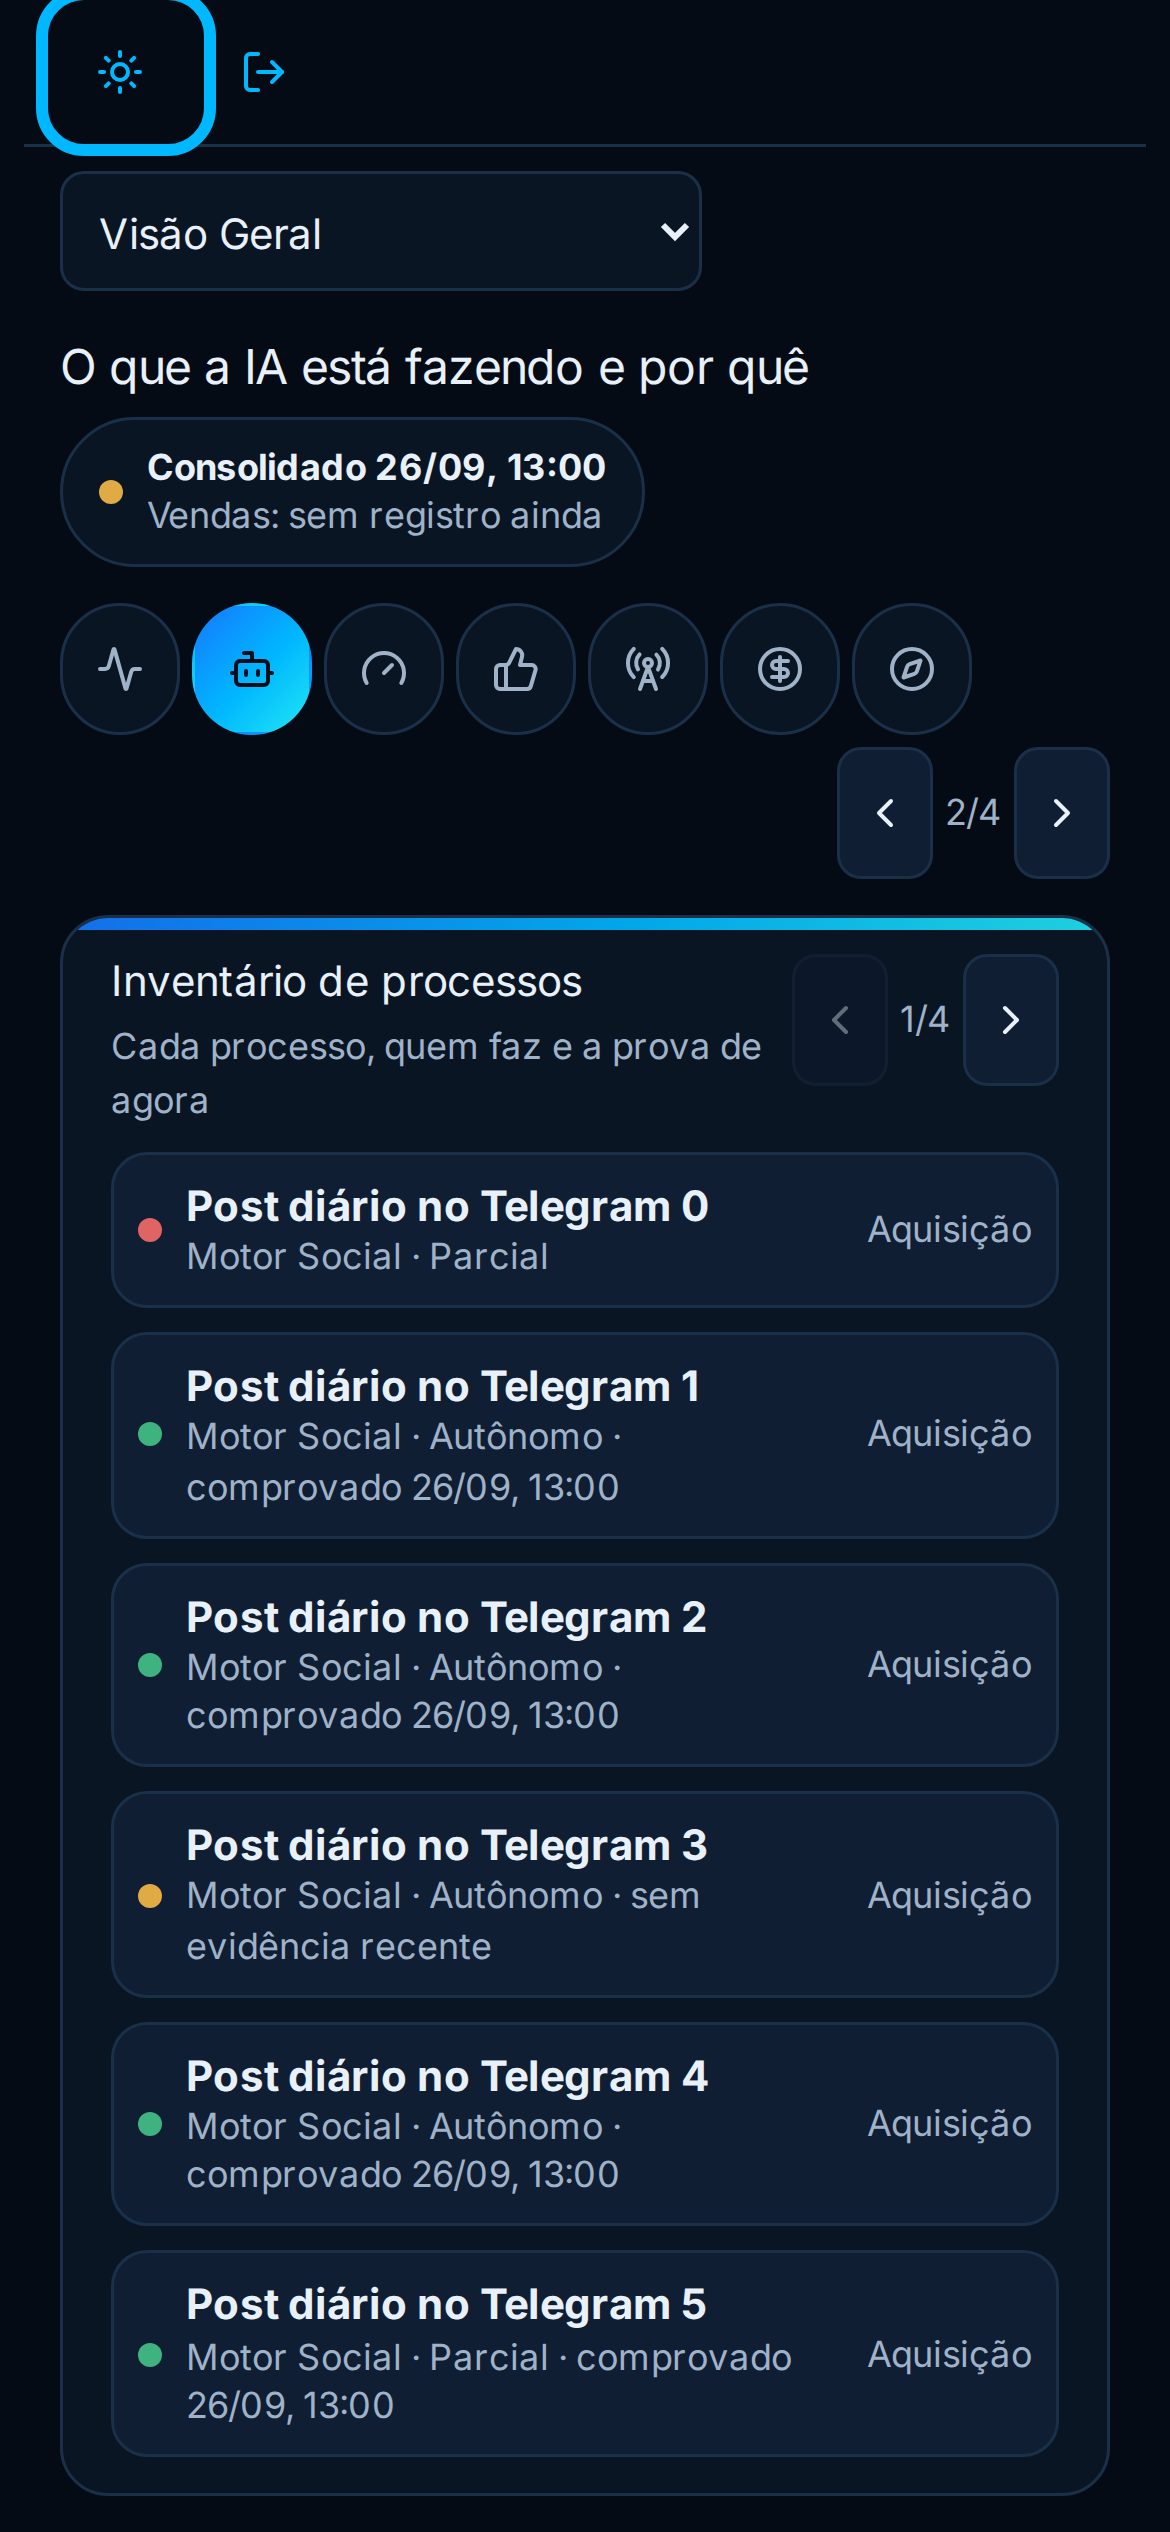 Visão Geral
O que a IA está fazendo e por quê
Consolidado 26/09, 13:00
Vendas: sem registro ainda
2/4
Inventário de processos
1/4
Cada processo, quem faz e a prova de
agora
Post diário no Telegram 0
Motor Social · Parcial
Aquisição
Post diário no Telegram 1
Motor Social · Autônomo ·
comprovado 26/09, 13:00
Aquisição
Post diário no Telegram 2
Motor Social · Autônomo ·
comprovado 26/09, 13:00
Aquisição
Post diário no Telegram 3
Motor Social · Autônomo · sem
evidência recente
Aquisição
Post diário no Telegram 4
Motor Social · Autônomo ·
comprovado 26/09, 13:00
Aquisição
Post diário no Telegram 5
Motor Social · Parcial · comprovado
26/09, 13:00
Aquisição